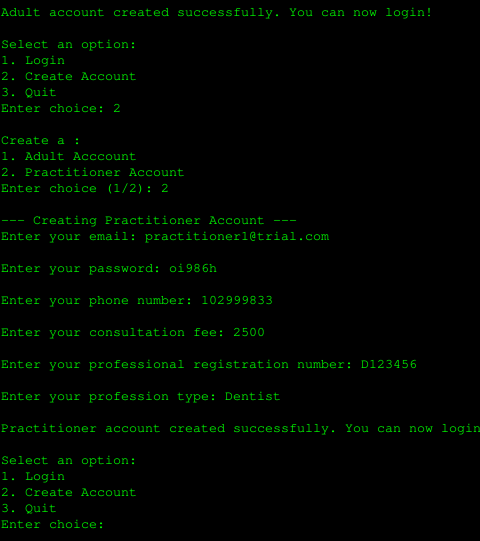 Adult account created successfully. You can now login!
Select an option:
1. Login
2. Create Account
3. Quit
Enter choice: 2
Create a :
1. Adult Acccount
2. Practitioner Account
Enter choice (1/2): 2
--- Creating Practitioner Account ---
Enter your email: practitioner1@trial.com
Enter your password: oi986h
Enter your phone number: 102999833
Enter your consultation fee: 2500
Enter your professional registration number: D123456
Enter your profession type: Dentist
Practitioner account created successfully. You can now login
Select an option:
1. Login
2. Create Account
3. Quit
Enter choice: